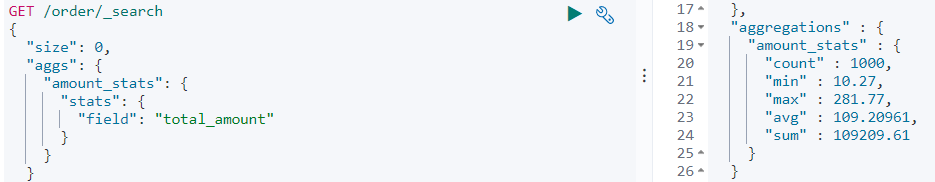 GET /order/_search
{
  "size": 0,
  "aggs": {
    "amount_stats": {
      "stats": {
        "field": "total_amount"
      }
    }
  }
17 },
18 "aggregations" : {
19 "amount_stats" : {
20 "count" : 1000,
21 "min" : 10.27,
22 "max" : 281.77,
23 "avg" : 109.20961,
24 "sum" : 109209.61
25 }
26 }